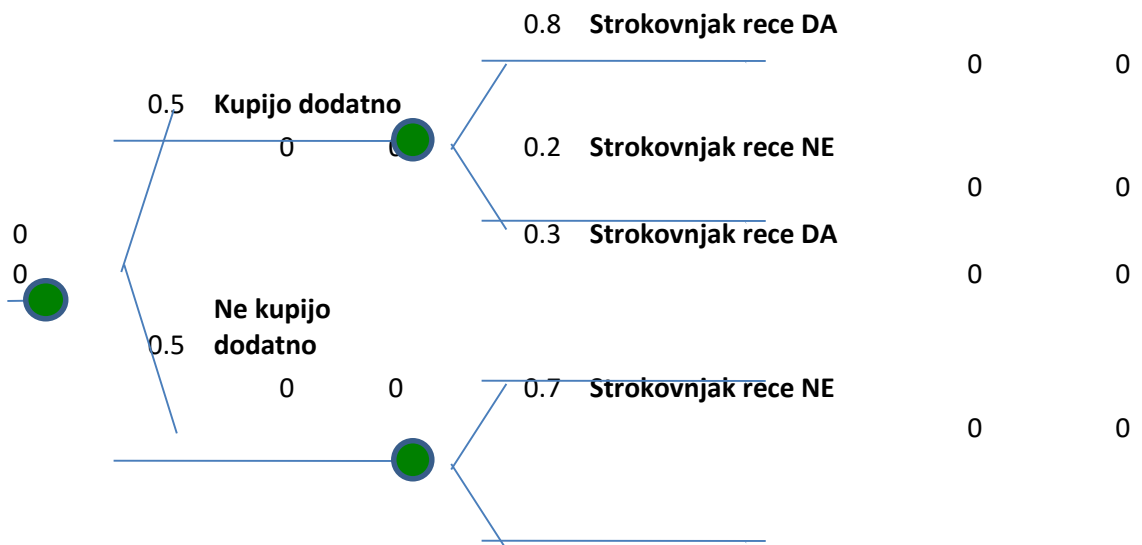 0.8 Strokovnjak rece DA
0 0
0.5 Kupijo dodatno
0 0 0.2 Strokovnjak rece NE
0 0
0 0.3 Strokovnjak rece DA
0 0 0
Ne kupijo
0.5 dodatno
0 0 0.7 Strokovnjak rece NE
0 0